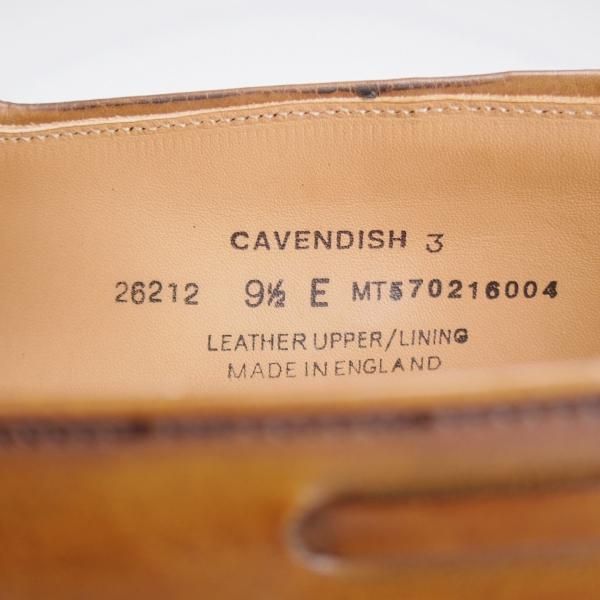 CAVENDISH 3
26212 9½ E MT570216004
LEATHER UPPER/LINING
MADE IN ENGLAND